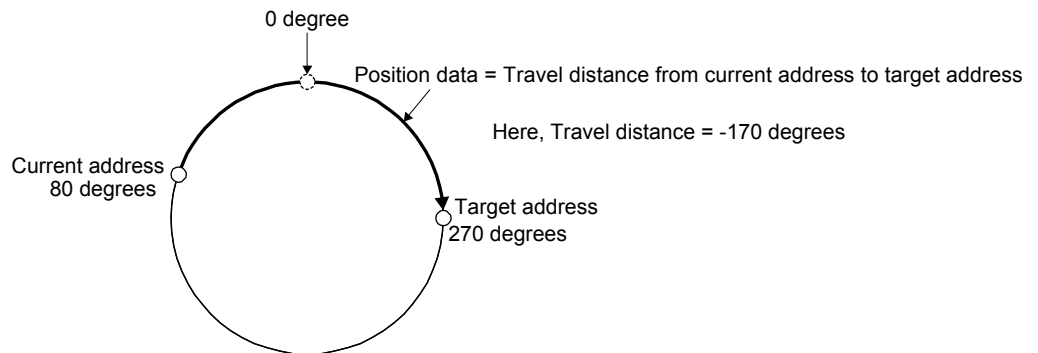 0 degree
Position data = Travel distance from current address to target address
Here, Travel distance = -170 degrees
Current address
80 degrees
Target address
270 degrees